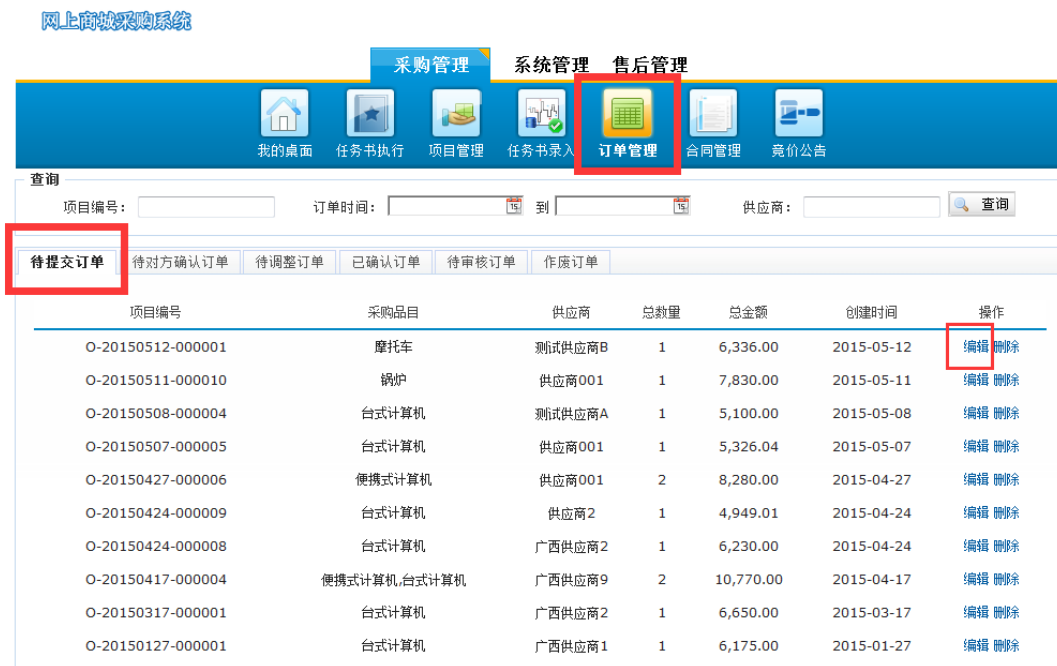 网上商城采购系统
采购管理 系统管理 售后管理
我的桌面 任务书执行 项目管理 任务书录入 订单管理 合同管理 竞价公告
查询
项目编号： 订单时间： 15 到 15 供应商： 查询
待提交订单 待对方确认订单 待调整订单 已确认订单 待审核订单 作废订单
项目编号 采购品目 供应商 总数量 总金额 创建时间 操作
O-20150512-000001 摩托车 测试供应商B 1 6,336.00 2015-05-12 编辑 删除
O-20150511-000010 锅炉 供应商001 1 7,830.00 2015-05-11 编辑 删除
O-20150508-000004 台式计算机 测试供应商A 1 5,100.00 2015-05-08 编辑 删除
O-20150507-000005 台式计算机 供应商001 1 5,326.04 2015-05-07 编辑 删除
O-20150427-000006 便携式计算机 供应商001 2 8,280.00 2015-04-27 编辑 删除
O-20150424-000009 台式计算机 供应商2 1 4,949.01 2015-04-24 编辑 删除
O-20150424-000008 台式计算机 广西供应商2 1 6,230.00 2015-04-24 编辑 删除
O-20150417-000004 便携式计算机,台式计算机 广西供应商9 2 10,770.00 2015-04-17 编辑 删除
O-20150317-000001 台式计算机 广西供应商2 1 6,650.00 2015-03-17 编辑 删除
O-20150127-000001 台式计算机 广西供应商1 1 6,175.00 2015-01-27 编辑 删除